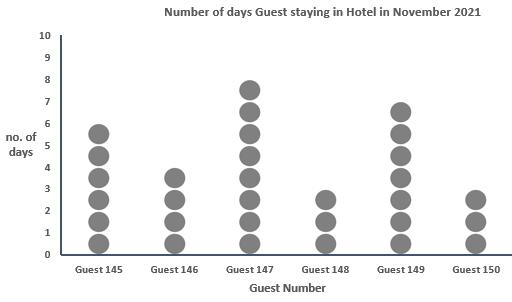 Number of days Guest staying in Hotel in November 2021
10
9
8
7
6
5
4
3
2
1
0
no. of
days
Guest 145 Guest 146 Guest 147 Guest 148 Guest 149 Guest 150
Guest Number